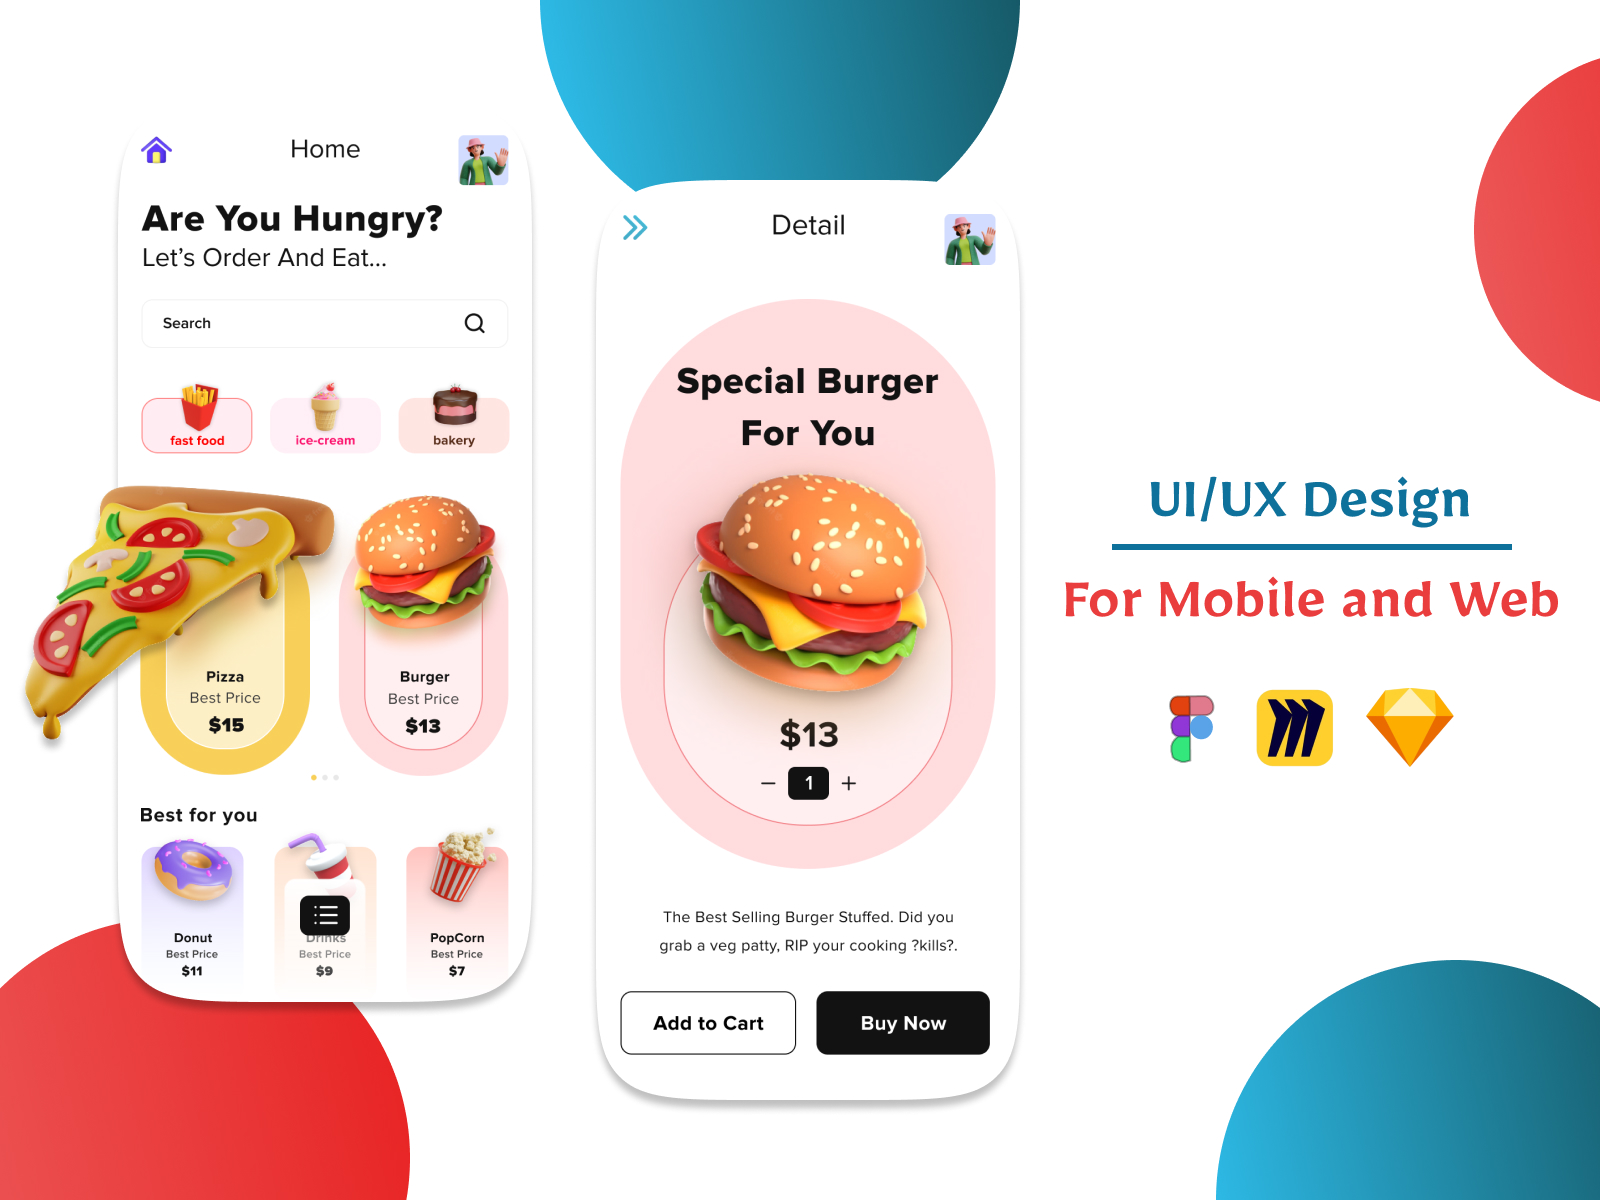 Home
Are You Hungry?
Let's Order And Eat...
Search
fast food
ice-cream
bakery
Pizza
Best Price
$15
Burger
Best Price
$13
Best for you
Donut
Best Price
$11
Drinks
Best Price
$9
PopCorn
Best Price
$7
Detail
Special Burger
For You
$13
− 1 +
The Best Selling Burger Stuffed. Did you
grab a veg patty, RIP your cooking ?kills?.
Add to Cart
Buy Now
UI/UX Design
For Mobile and Web